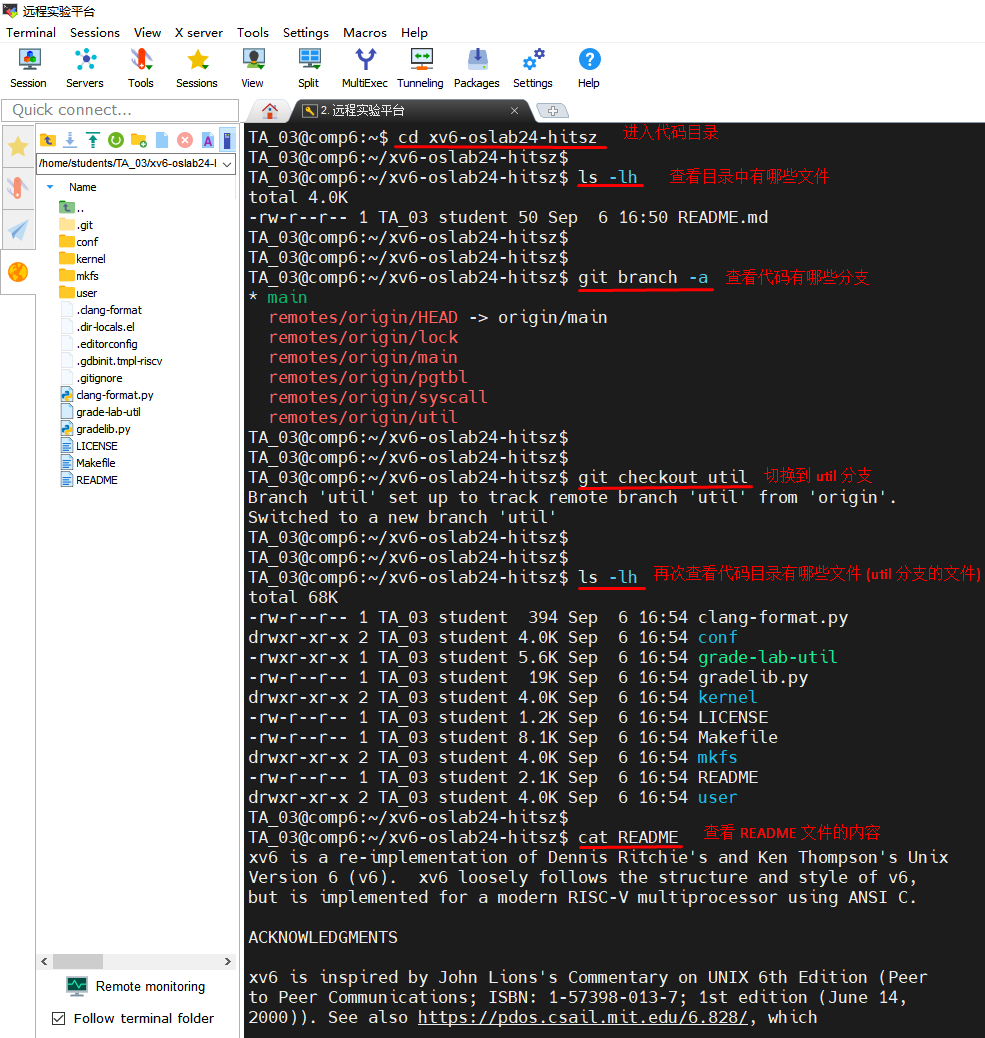 远程实验平台
Terminal Sessions View X server Tools Settings Macros Help
Session Servers Tools Sessions View Split MultiExec Tunneling Packages Settings Help
Quick connect...
2. 远程实验平台
/home/students/TA_03/xv6-oslab24-l
Name
..
.git
conf
kernel
mkfs
user
.clang-format
.dir-locals.el
.editorconfig
.gdbinit.tmpl-riscv
.gitignore
clang-format.py
grade-lab-util
gradelib.py
LICENSE
Makefile
README
Remote monitoring
Follow terminal folder
TA_03@comp6:~$ cd xv6-oslab24-hitsz 进入代码目录
TA_03@comp6:~/xv6-oslab24-hitsz$
TA_03@comp6:~/xv6-oslab24-hitsz$ ls -lh 查看目录中有哪些文件
total 4.0K
-rw-r--r-- 1 TA_03 student 50 Sep  6 16:50 README.md
TA_03@comp6:~/xv6-oslab24-hitsz$
TA_03@comp6:~/xv6-oslab24-hitsz$
TA_03@comp6:~/xv6-oslab24-hitsz$ git branch -a 查看代码有哪些分支
* main
remotes/origin/HEAD -> origin/main
remotes/origin/lock
remotes/origin/main
remotes/origin/pgtbl
remotes/origin/syscall
remotes/origin/util
TA_03@comp6:~/xv6-oslab24-hitsz$
TA_03@comp6:~/xv6-oslab24-hitsz$
TA_03@comp6:~/xv6-oslab24-hitsz$ git checkout util 切换到 util 分支
Branch 'util' set up to track remote branch 'util' from 'origin'.
Switched to a new branch 'util'
TA_03@comp6:~/xv6-oslab24-hitsz$
TA_03@comp6:~/xv6-oslab24-hitsz$
TA_03@comp6:~/xv6-oslab24-hitsz$ ls -lh 再次查看代码目录有哪些文件 (util 分支的文件)
total 68K
-rw-r--r-- 1 TA_03 student  394 Sep  6 16:54 clang-format.py
drwxr-xr-x 2 TA_03 student 4.0K Sep  6 16:54 conf
-rwxr-xr-x 1 TA_03 student 5.6K Sep  6 16:54 grade-lab-util
-rw-r--r-- 1 TA_03 student  19K Sep  6 16:54 gradelib.py
drwxr-xr-x 2 TA_03 student 4.0K Sep  6 16:54 kernel
-rw-r--r-- 1 TA_03 student 1.2K Sep  6 16:54 LICENSE
-rw-r--r-- 1 TA_03 student 8.1K Sep  6 16:54 Makefile
drwxr-xr-x 2 TA_03 student 4.0K Sep  6 16:54 mkfs
-rw-r--r-- 1 TA_03 student 2.1K Sep  6 16:54 README
drwxr-xr-x 2 TA_03 student 4.0K Sep  6 16:54 user
TA_03@comp6:~/xv6-oslab24-hitsz$
TA_03@comp6:~/xv6-oslab24-hitsz$ cat README 查看 README 文件的内容
xv6 is a re-implementation of Dennis Ritchie's and Ken Thompson's Unix
Version 6 (v6).  xv6 loosely follows the structure and style of v6,
but is implemented for a modern RISC-V multiprocessor using ANSI C.
ACKNOWLEDGMENTS
xv6 is inspired by John Lions's Commentary on UNIX 6th Edition (Peer
to Peer Communications; ISBN: 1-57398-013-7; 1st edition (June 14,
2000)). See also https://pdos.csail.mit.edu/6.828/, which